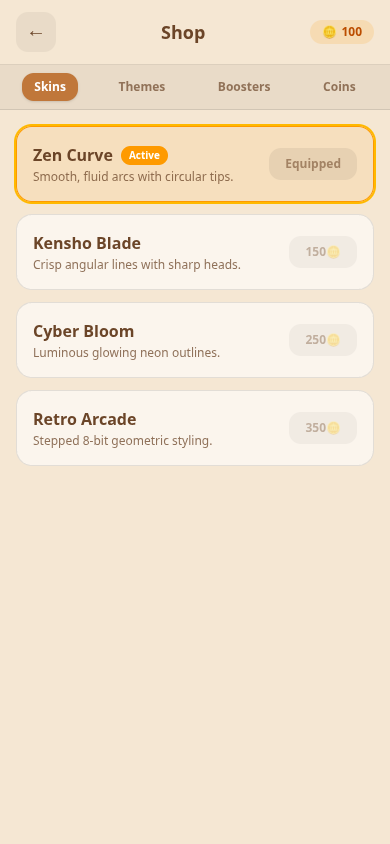 ←
Shop
🪙 100
Skins
Themes
Boosters
Coins
Zen Curve
Active
Smooth, fluid arcs with circular tips.
Equipped
Kensho Blade
Crisp angular lines with sharp heads.
150🪙
Cyber Bloom
Luminous glowing neon outlines.
250🪙
Retro Arcade
Stepped 8-bit geometric styling.
350🪙